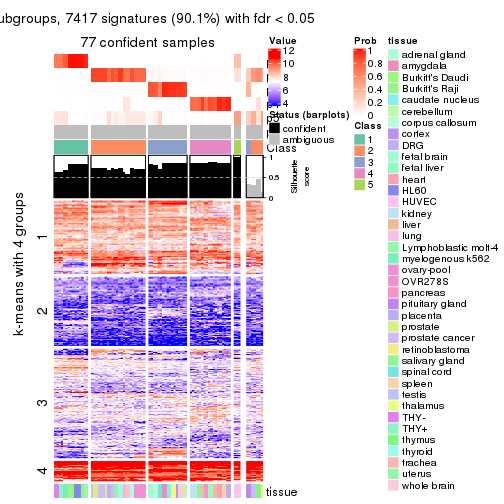 ubgroups, 7417 signatures (90.1%) with fdr < 0.05
77 confident samples
k-means with 4 groups
1
2
3
4
Class
1
0.5
0
Silhouette
score
tissue
Value
12
10
8
6
4
Status (barplots)
confident
ambiguous
Prob
1
0.8
0.6
0.4
0.2
0
Class
1
2
3
4
5
tissue
adrenal gland
amygdala
Burkitt's Daudi
Burkitt's Raji
caudate nucleus
cerebellum
corpus callosum
cortex
DRG
fetal brain
fetal liver
heart
HL60
HUVEC
kidney
liver
lung
Lymphoblastic molt-4
myelogenous k562
ovary-pool
OVR278S
pancreas
pituitary gland
placenta
prostate
prostate cancer
retinoblastoma
salivary gland
spinal cord
spleen
testis
thalamus
THY-
THY+
thymus
thyroid
trachea
uterus
whole brain